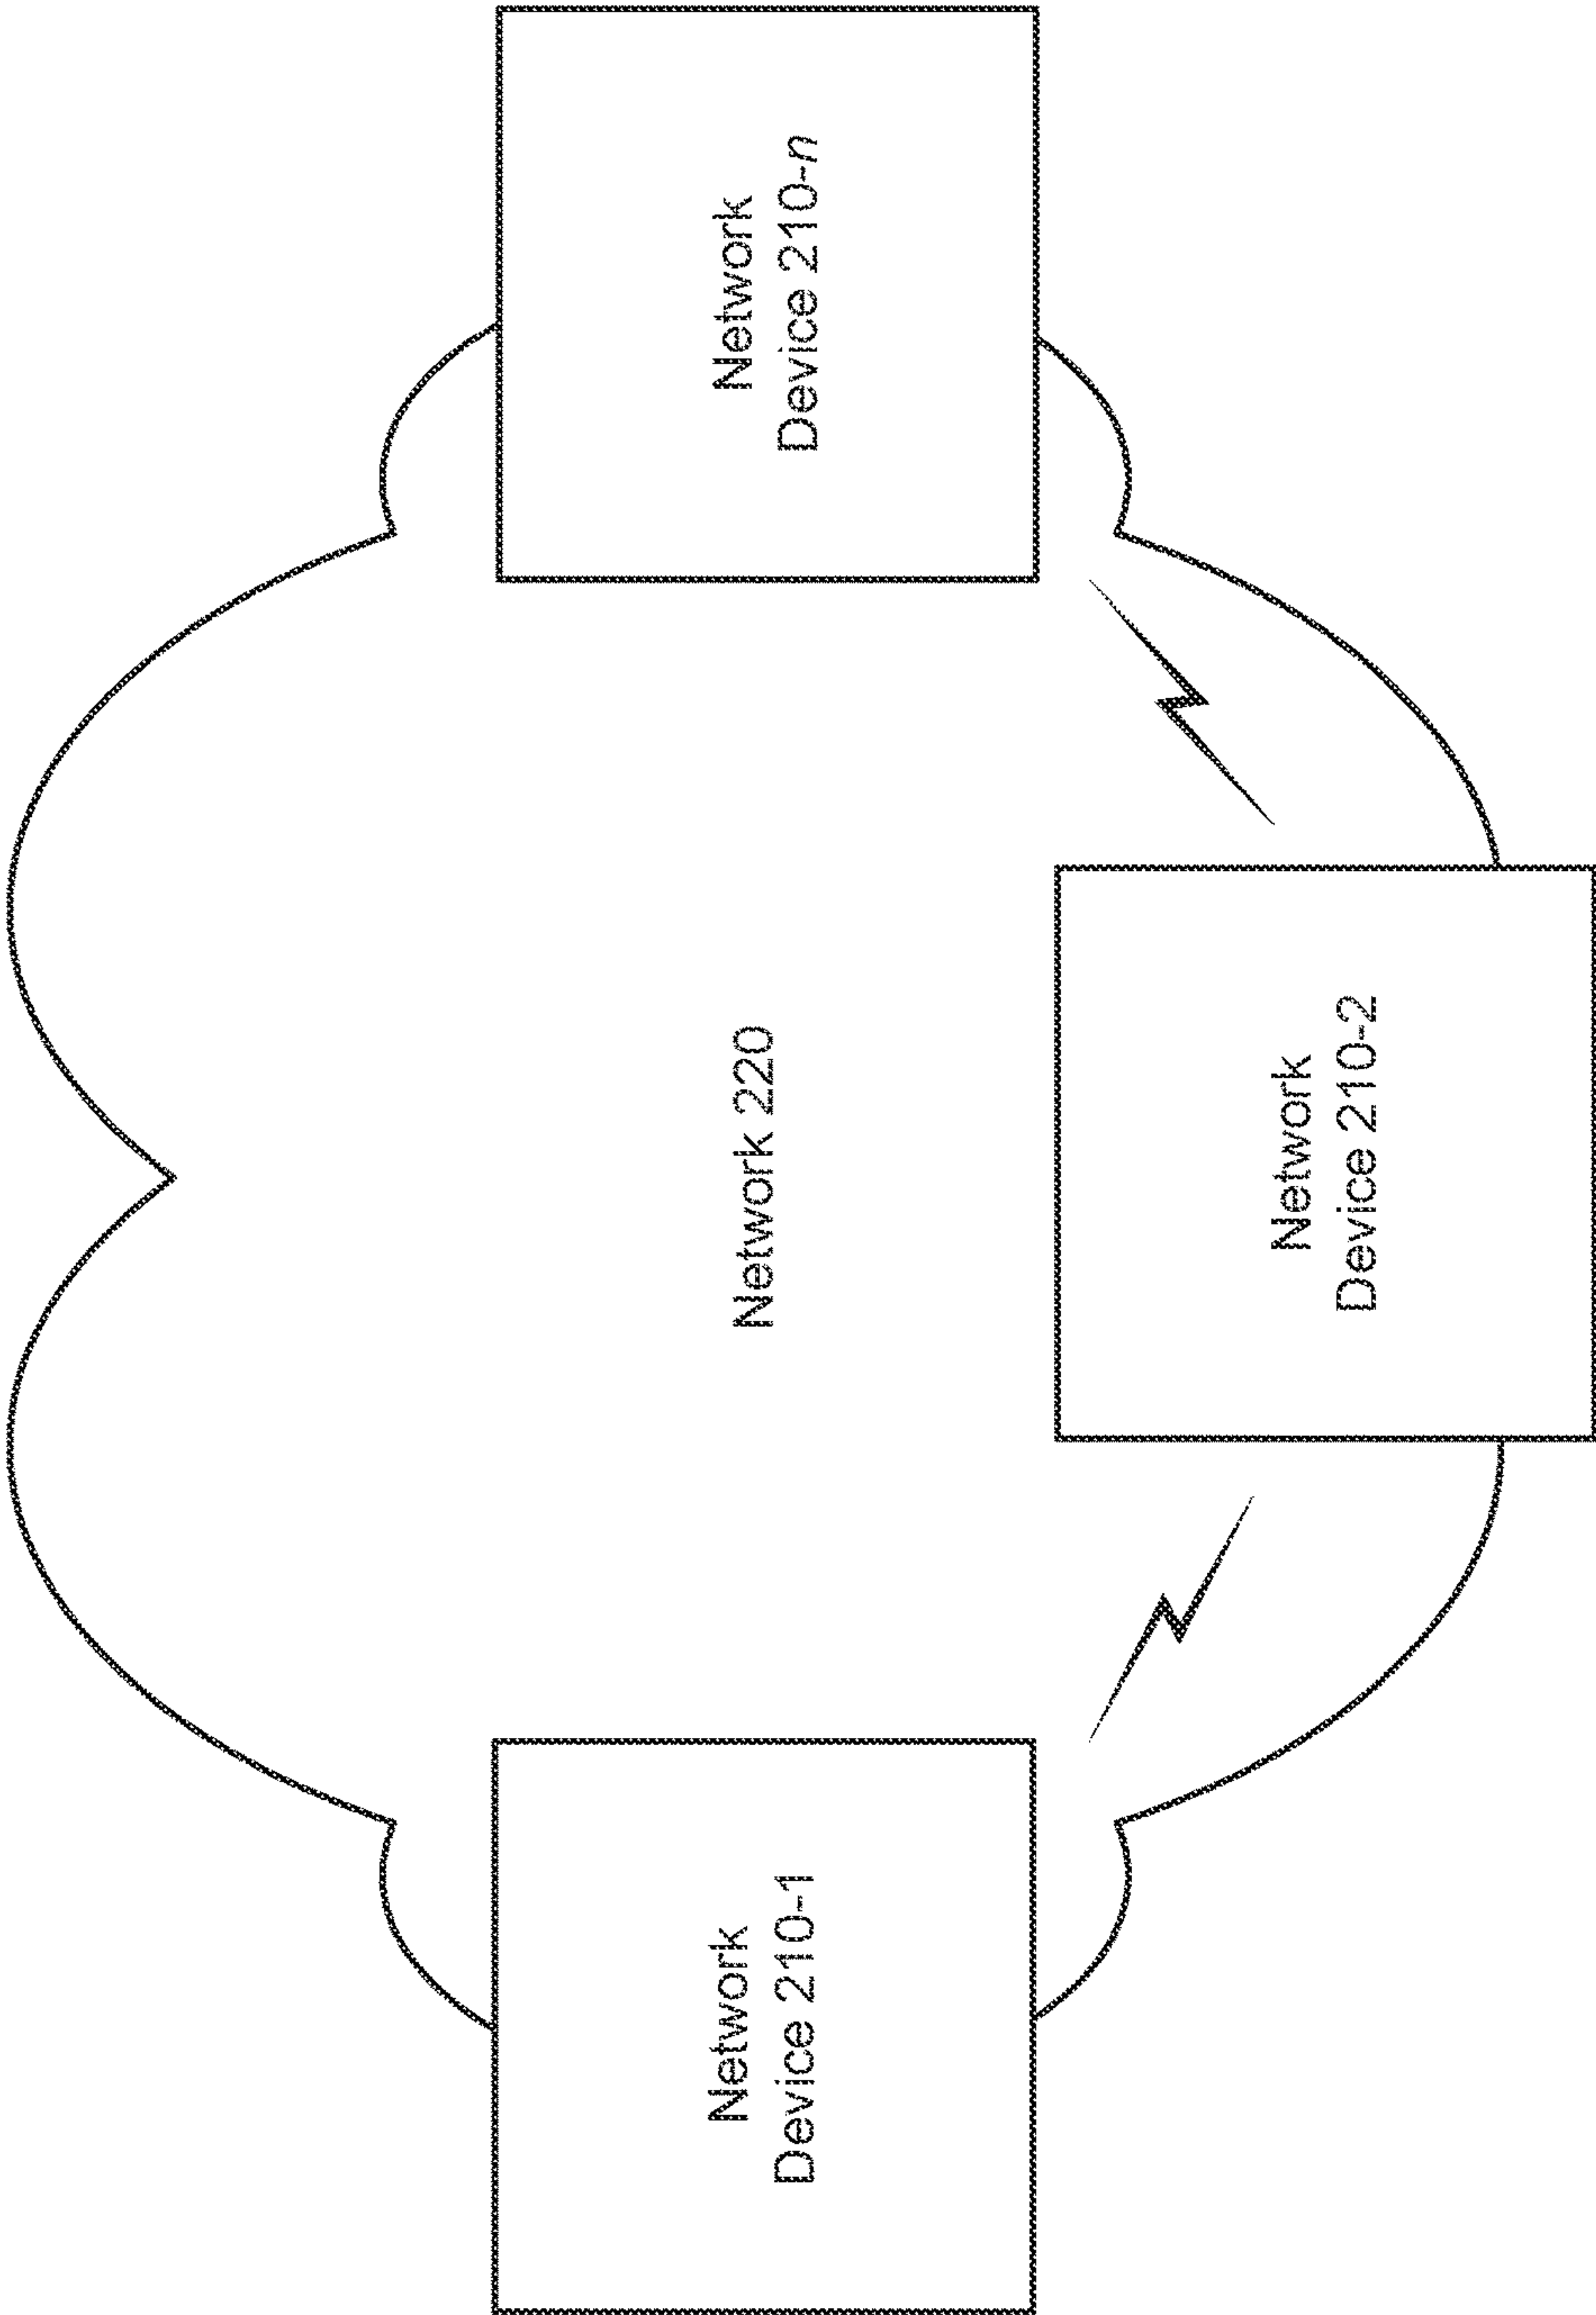 Network
Device 210-1
Network 220
Network
Device 210-2
Network
Device 210-n